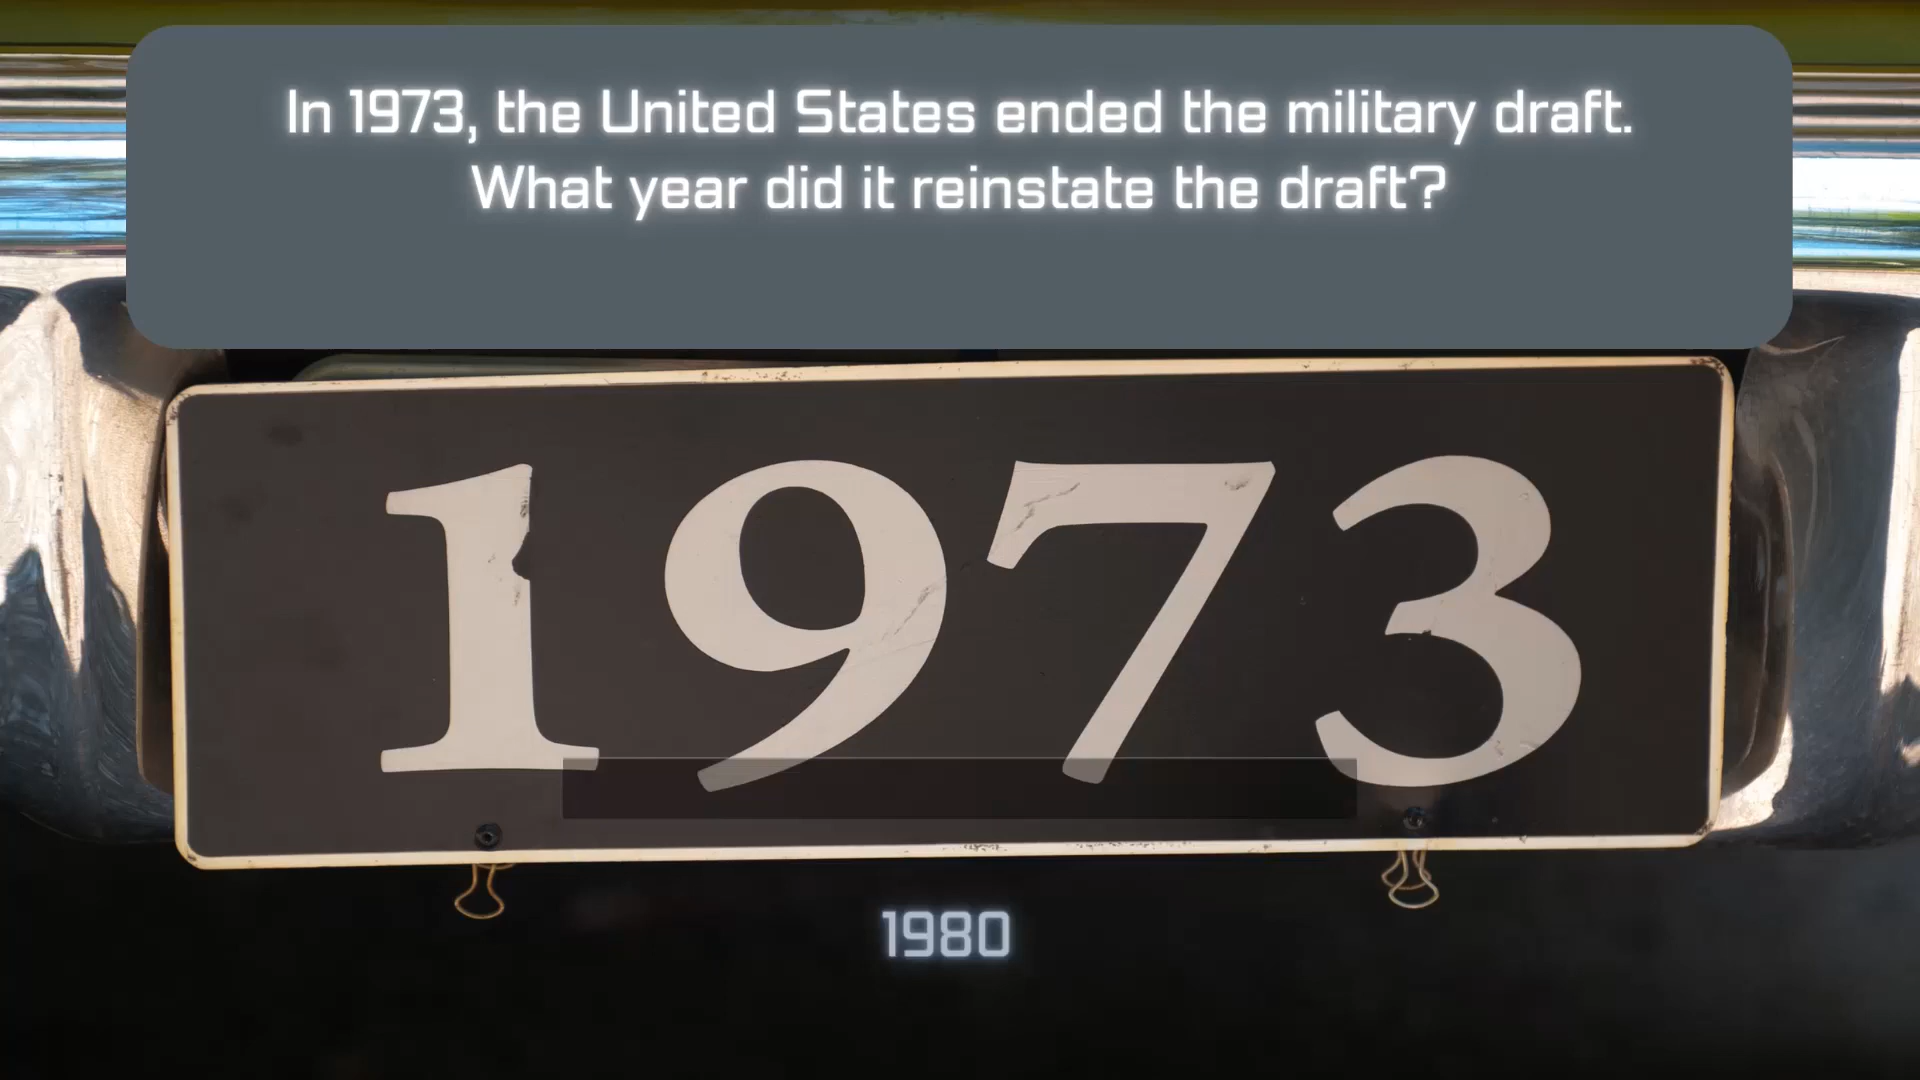 In 1973, the United States ended the military draft.
What year did it reinstate the draft?
1973
1980